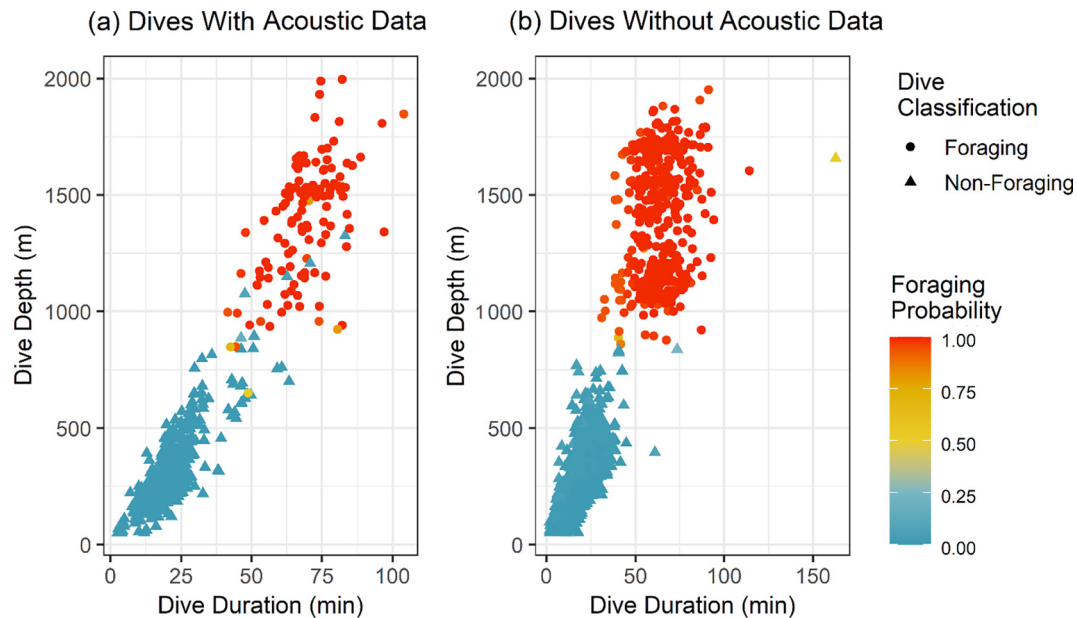 (a) Dives With Acoustic Data
(b) Dives Without Acoustic Data
Dive Depth (m)
2000
1500
1000
500
0
0 25 50 75 100
Dive Duration (min)
Dive Depth (m)
2000
1500
1000
500
0
0 50 100 150
Dive Duration (min)
Dive
Classification
Foraging
Non-Foraging
Foraging
Probability
1.00
0.75
0.50
0.25
0.00